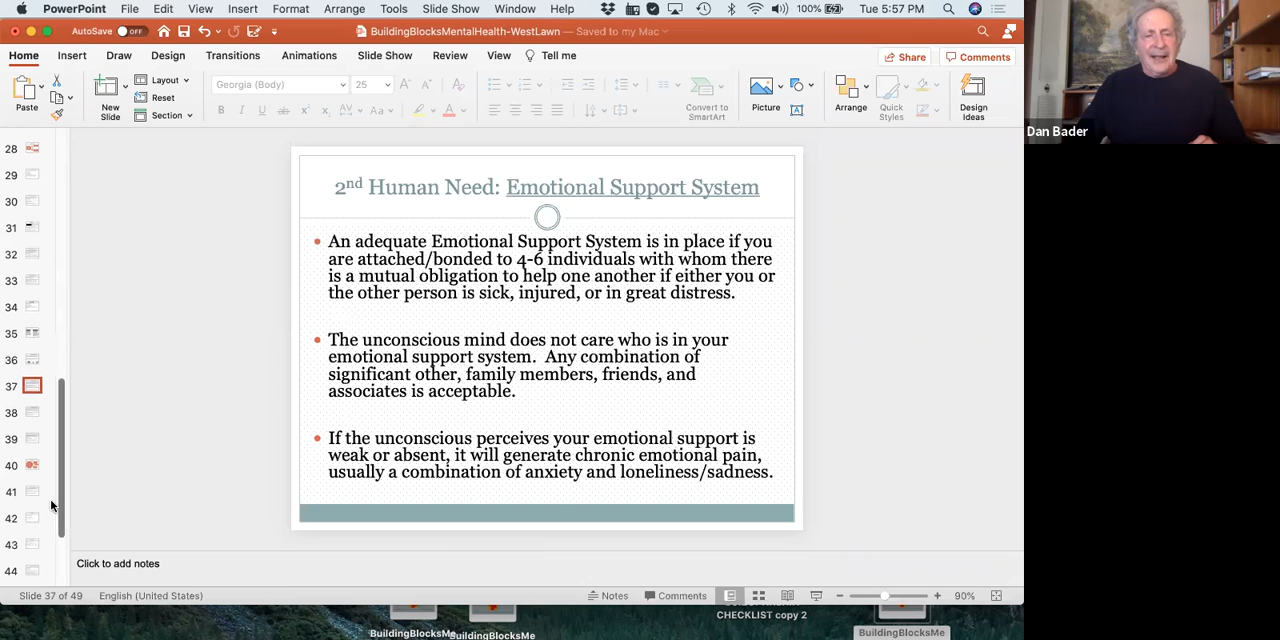 PowerPoint File Edit View Insert Format Arrange Tools Slide Show Window Help 100% Tue 5:57 PM
AutoSave OFF BuildingBlocksMentalHealth-WestLawn — Saved to my Mac
Home Insert Draw Design Transitions Animations Slide Show Review View Tell me Share Comments
Paste New Slide Layout Reset Section Georgia (Body) 25 Convert to SmartArt Picture Arrange Quick Styles Design Ideas
Dan Bader
28
29
30
31
32
33
34
35
36
37
38
39
40
41
42
43
44
2nd Human Need: Emotional Support System
• An adequate Emotional Support System is in place if you
are attached/bonded to 4-6 individuals with whom there
is a mutual obligation to help one another if either you or
the other person is sick, injured, or in great distress.
• The unconscious mind does not care who is in your
emotional support system. Any combination of
significant other, family members, friends, and
associates is acceptable.
• If the unconscious perceives your emotional support is
weak or absent, it will generate chronic emotional pain,
usually a combination of anxiety and loneliness/sadness.
Click to add notes
Slide 37 of 49 English (United States) Notes Comments 90%
CHECKLIST copy 2
BuildingBlocksMe
BuildingBlocksMe
BuildingBlocksMe